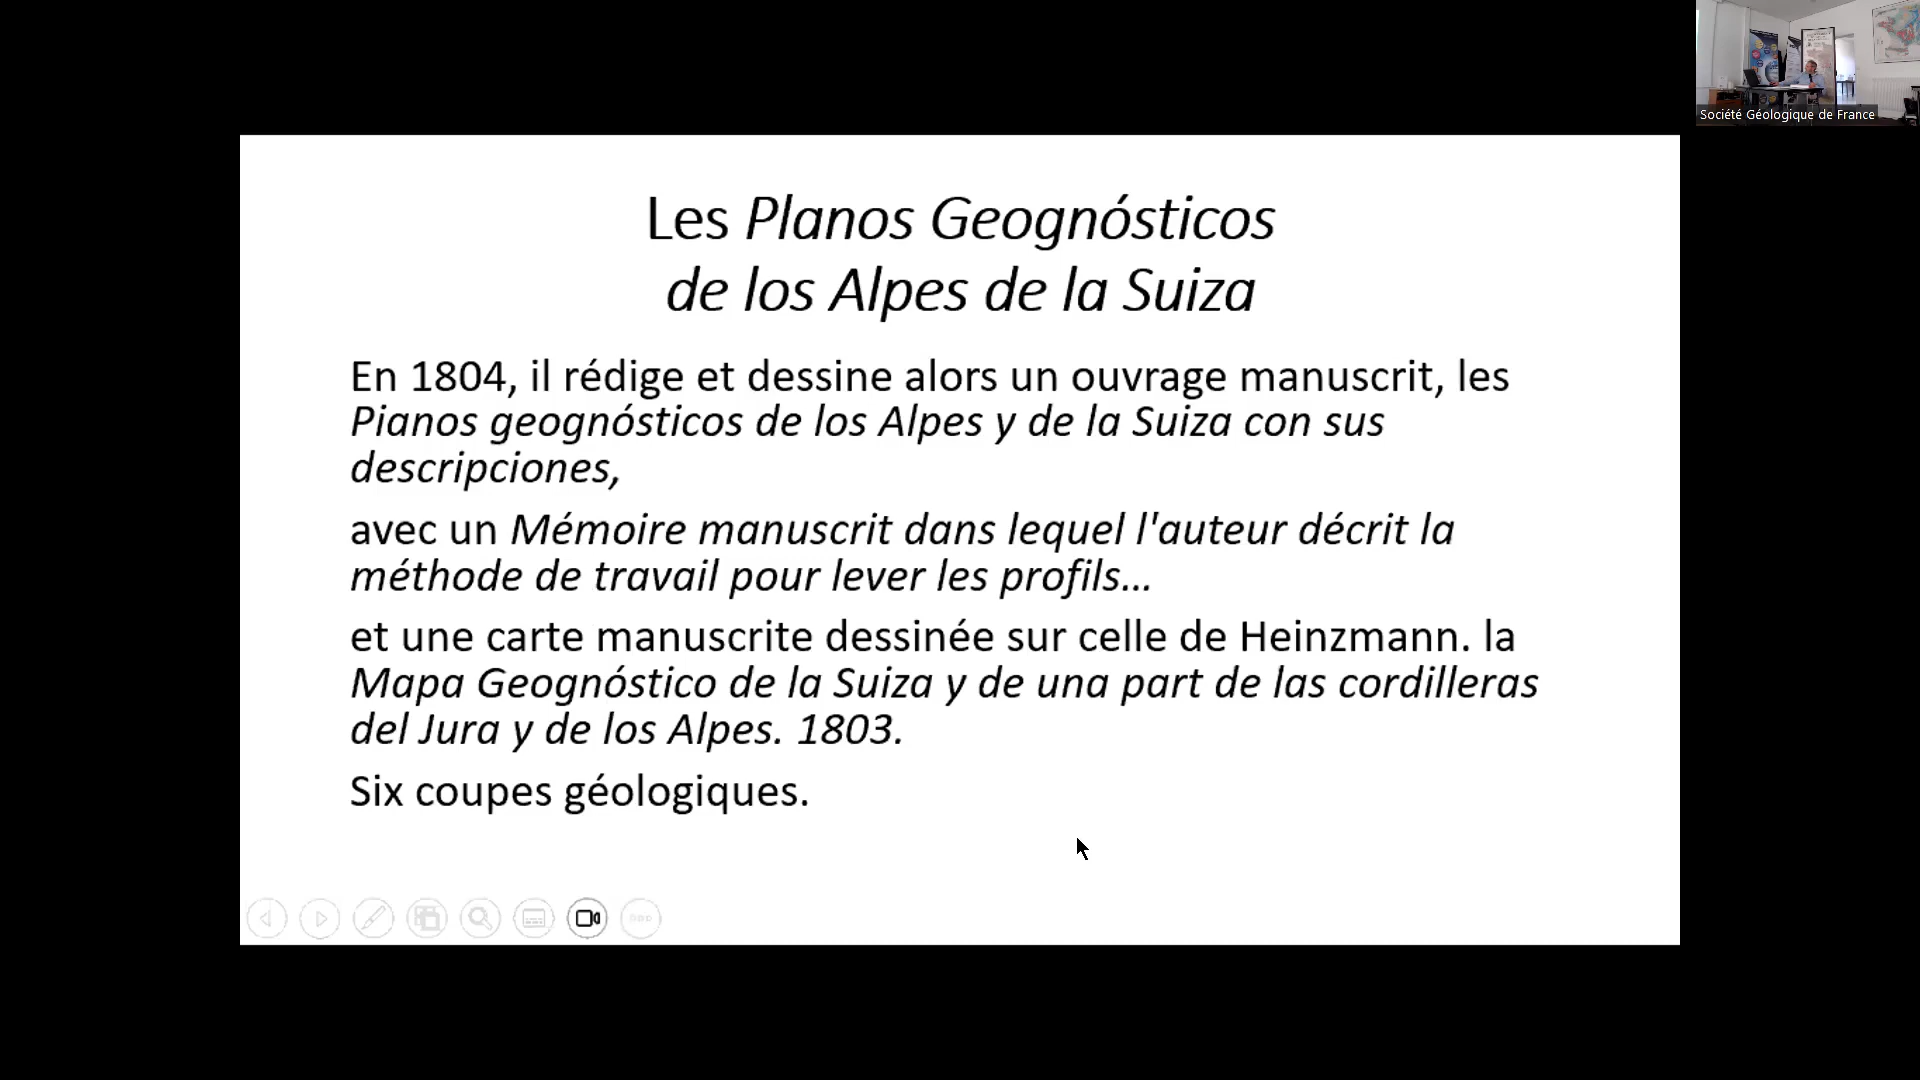 Société Géologique de France
Les Planos Geognósticos
de los Alpes de la Suiza
En 1804, il rédige et dessine alors un ouvrage manuscrit, les
Pianos geognósticos de los Alpes y de la Suiza con sus
descripciones,
avec un Mémoire manuscrit dans lequel l'auteur décrit la
méthode de travail pour lever les profils...
et une carte manuscrite dessinée sur celle de Heinzmann. la
Mapa Geognóstico de la Suiza y de una part de las cordilleras
del Jura y de los Alpes. 1803.
Six coupes géologiques.